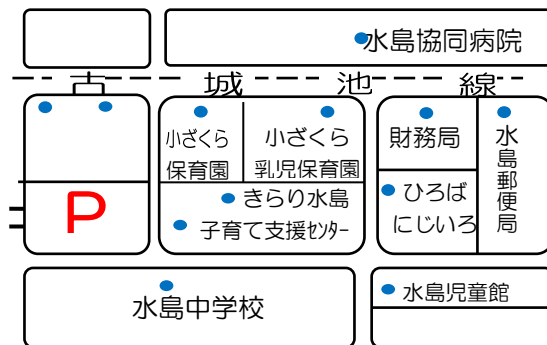 水島協同病院
古城池線
小ざくら
保育園
小ざくら
乳児保育園
財務局
水島郵便局
きらり水島
子育て支援ｾﾝﾀｰ
ひろば
にじいろ
P
水島中学校
水島児童館